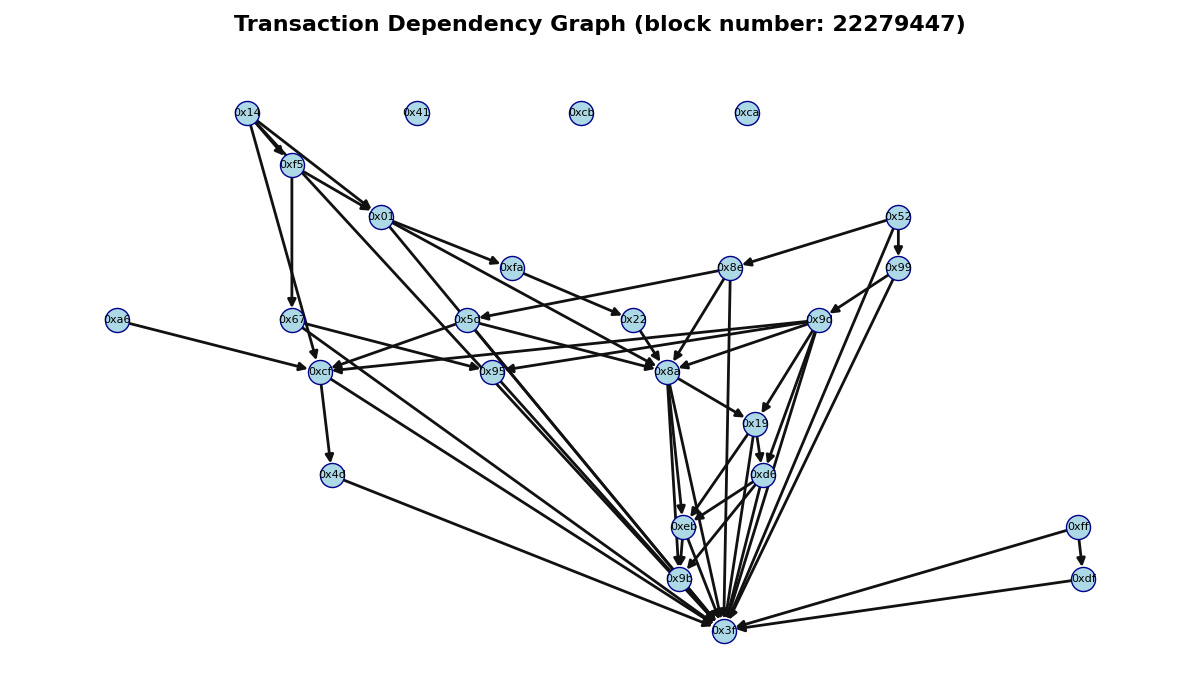 Transaction Dependency Graph (block number: 22279447)
0x14
0x41
0xcb
0xca
0xf5
0x01
0x52
0xfa
0x8e
0x99
0xa6
0x67
0x5c
0x22
0x9d
0xcf
0x95
0x8a
0x19
0x4d
0xd6
0xeb
0xff
0x9b
0xdf
0x3f